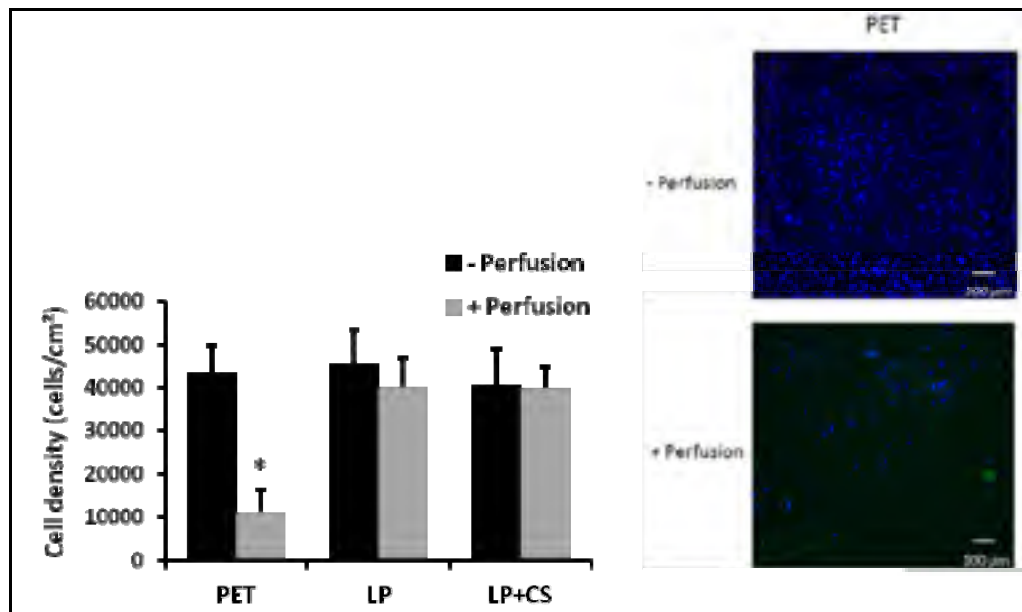 PET
- Perfusion
+ Perfusion
- Perfusion
+ Perfusion
Cell density (cells/cm²)
60000
50000
40000
30000
20000
10000
0
*
PET
LP
LP+CS